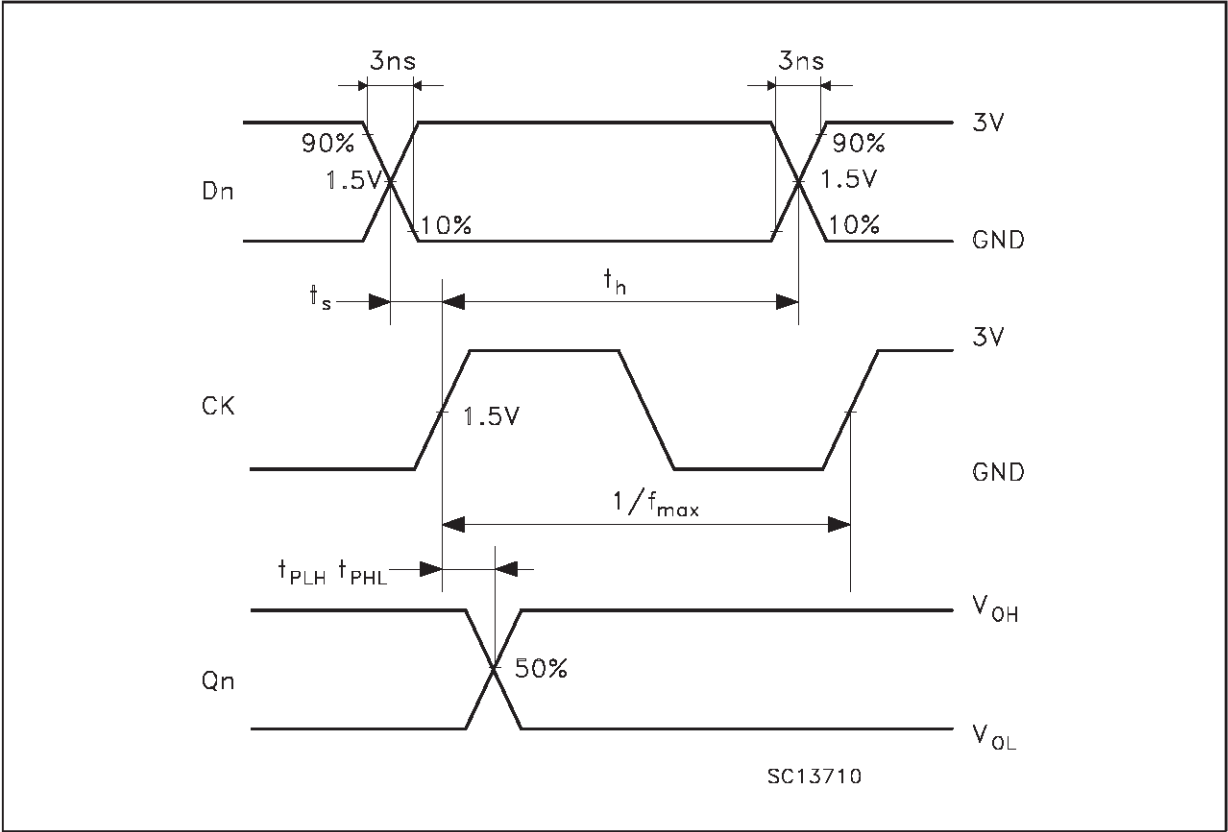 3ns 3ns
3V
90% 90%
1.5V 1.5V
Dn
10% 10%
GND
ts th
3V
CK
1.5V
GND
1/fmax
tPLH tPHL
VOH
50%
Qn
VOL
SC13710